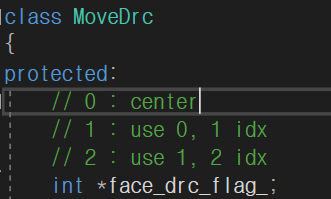 class MoveDrc
{
protected:
// 0 : center
// 1 : use 0, 1 idx
// 2 : use 1, 2 idx
int *face_drc_flag_;